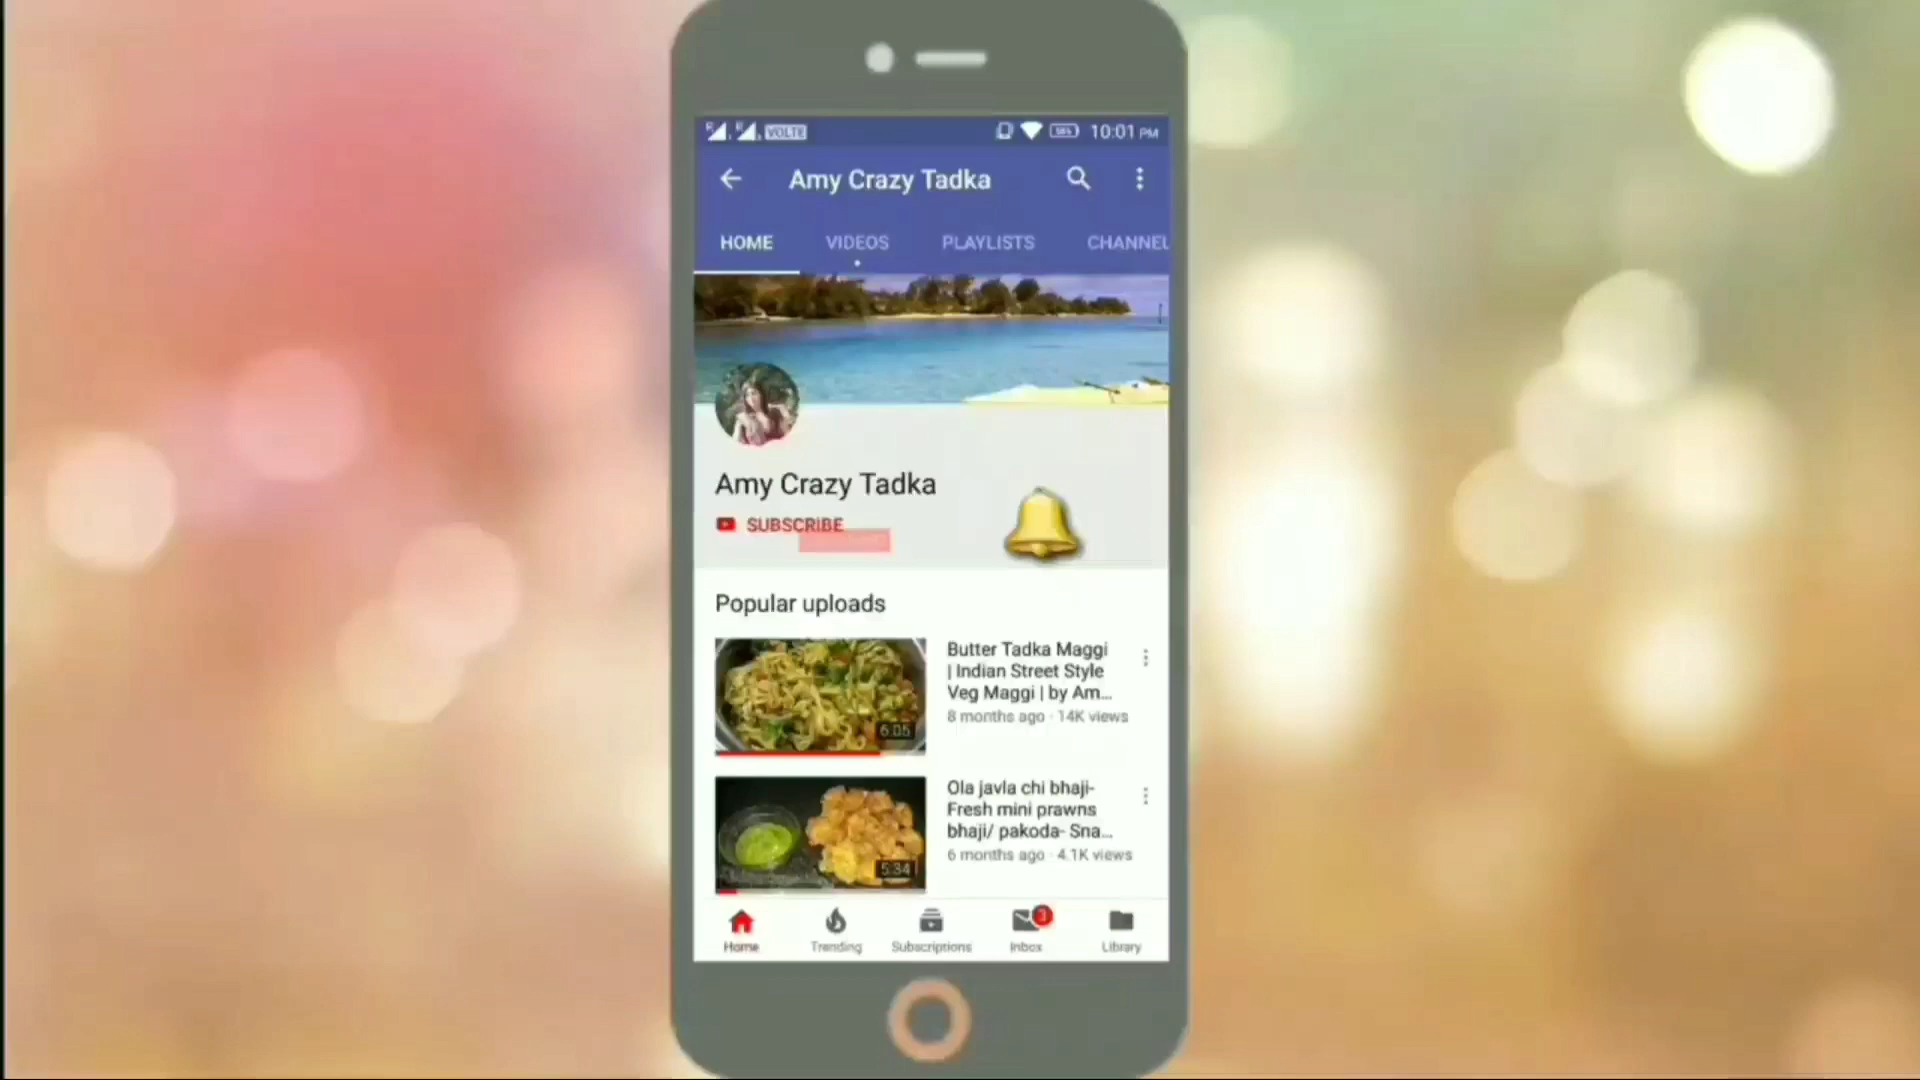 R R VOLTE 10:01 PM
Amy Crazy Tadka
HOME VIDEOS PLAYLISTS CHANNEL
Amy Crazy Tadka
SUBSCRIBE
Popular uploads
Butter Tadka Maggi
| Indian Street Style
Veg Maggi | by Am...
8 months ago · 14K views
6:05
Ola javla chi bhaji-
Fresh mini prawns
bhaji/ pakoda- Sna...
6 months ago · 4.1K views
5:34
3
Home Trending Subscriptions Inbox Library